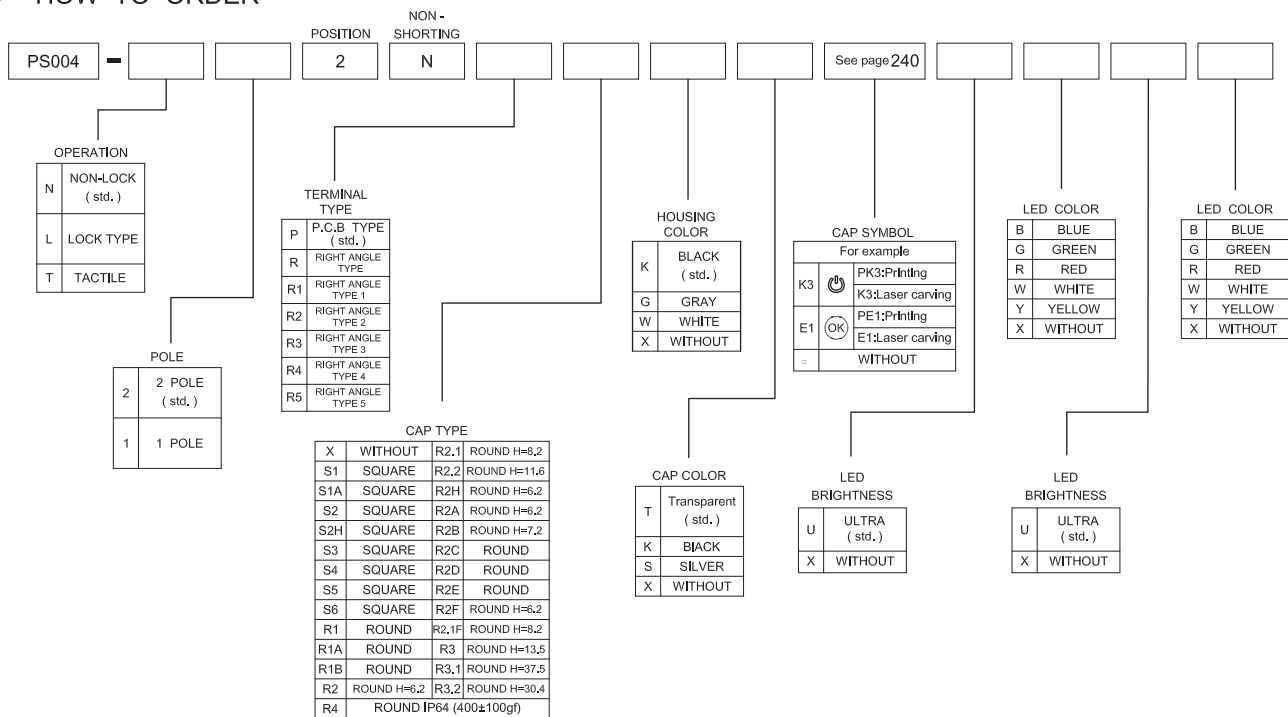 HOW TO ORDER
PS004 -
POSITION
2
NON -
SHORTING
N
See page 240
OPERATION
N NON-LOCK
( std. )
L LOCK TYPE
T TACTILE
POLE
2 2 POLE
( std. )
1 1 POLE
TERMINAL
TYPE
P P.C.B TYPE
( std. )
R RIGHT ANGLE
TYPE
R1 RIGHT ANGLE
TYPE 1
R2 RIGHT ANGLE
TYPE 2
R3 RIGHT ANGLE
TYPE 3
R4 RIGHT ANGLE
TYPE 4
R5 RIGHT ANGLE
TYPE 5
CAP TYPE
X WITHOUT R2.1 ROUND H=8.2
S1 SQUARE R2.2 ROUND H=11.6
S1A SQUARE R2H ROUND H=6.2
S2 SQUARE R2A ROUND H=6.2
S2H SQUARE R2B ROUND H=7.2
S3 SQUARE R2C ROUND
S4 SQUARE R2D ROUND
S5 SQUARE R2E ROUND
S6 SQUARE R2F ROUND H=6.2
R1 ROUND R2.1F ROUND H=8.2
R1A ROUND R3 ROUND H=13.5
R1B ROUND R3.1 ROUND H=37.5
R2 ROUND H=6.2 R3.2 ROUND H=30.4
R4 ROUND IP64 (400±100gf)
HOUSING
COLOR
K BLACK
( std. )
G GRAY
W WHITE
X WITHOUT
CAP COLOR
T Transparent
( std. )
K BlACK
S SILVER
X WITHOUT
CAP SYMBOL
For example
K3 PK3:Printing
K3:Laser carving
E1 OK PE1:Printing
E1:Laser carving
□ WITHOUT
LED
BRIGHTNESS
U ULTRA
( std. )
X WITHOUT
LED COLOR
B BLUE
G GREEN
R RED
W WHITE
Y YELLOW
X WITHOUT
LED
BRIGHTNESS
U ULTRA
( std. )
X WITHOUT
LED COLOR
B BLUE
G GREEN
R RED
W WHITE
Y YELLOW
X WITHOUT